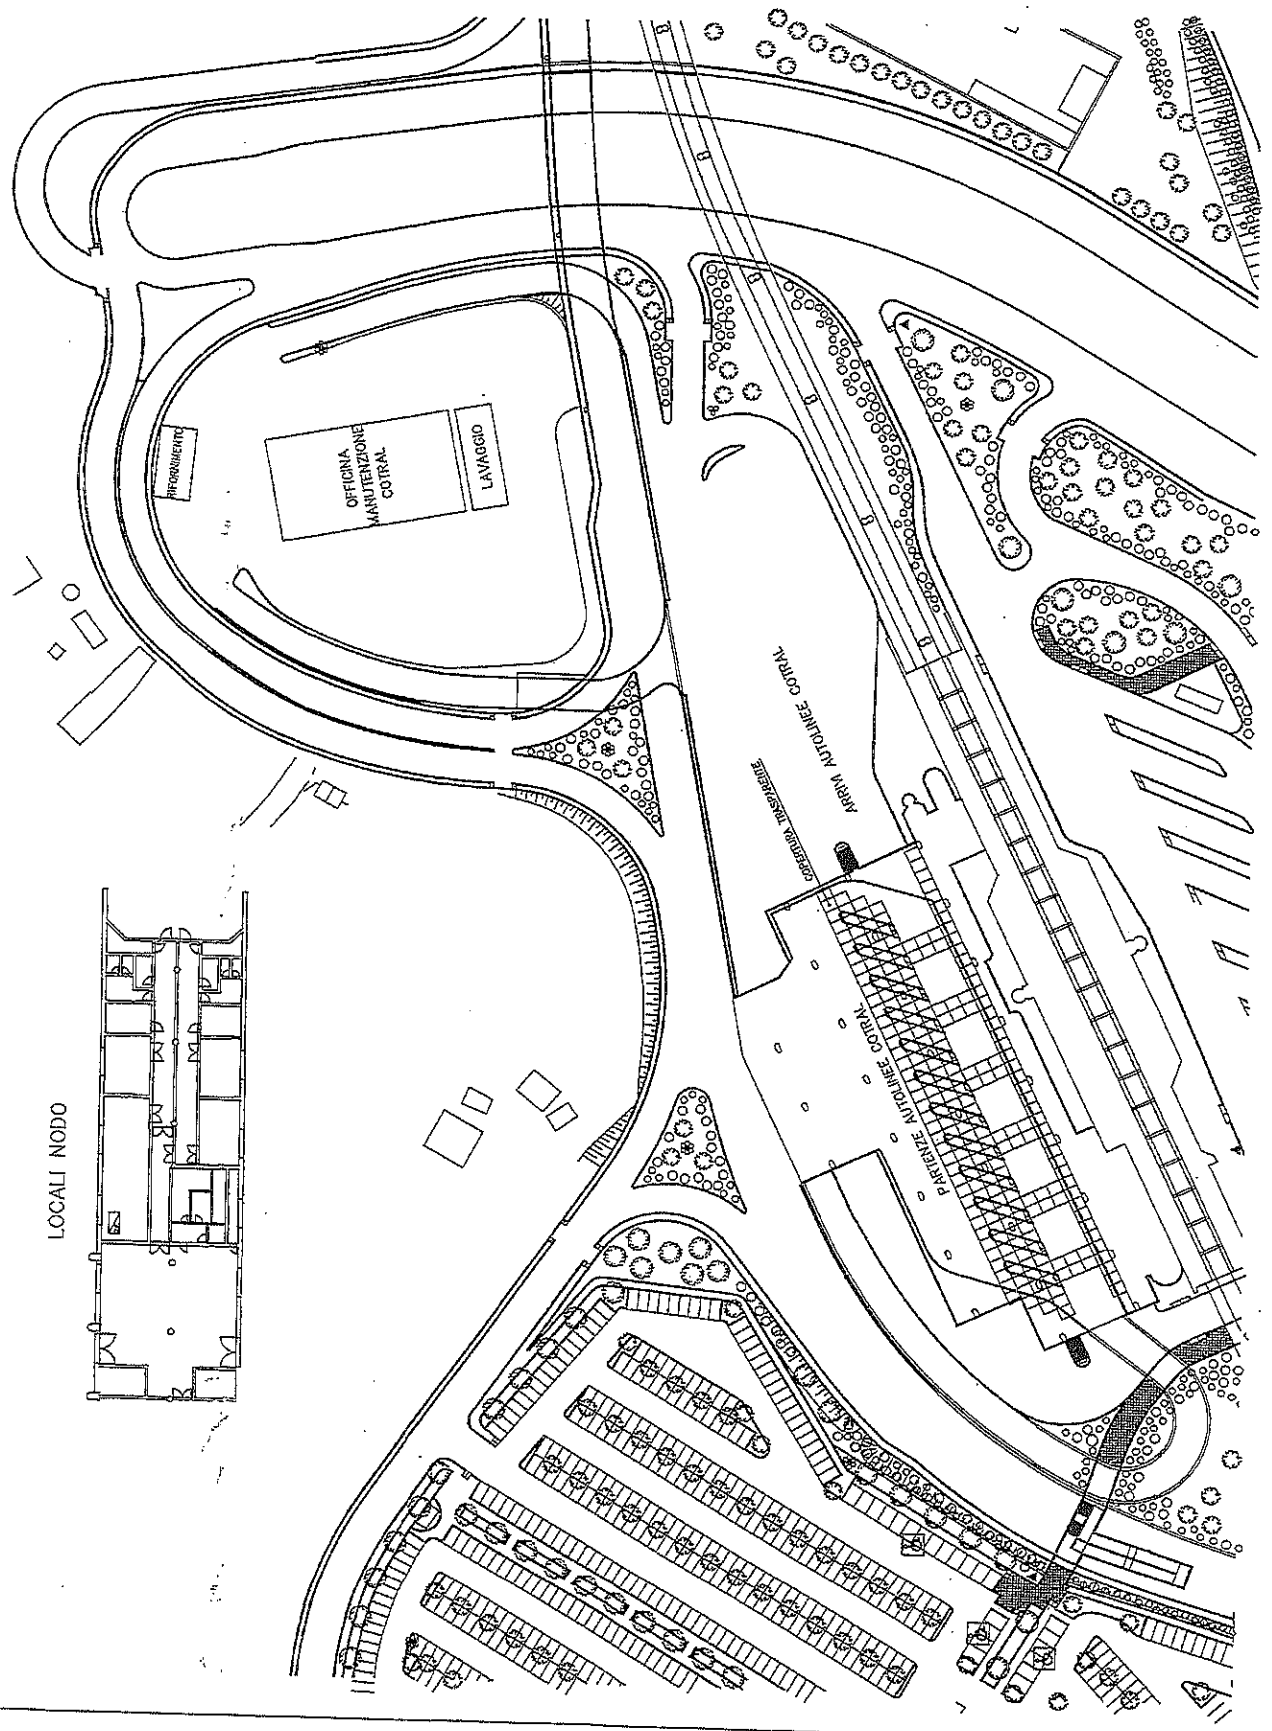 RIFORNIMENTO
OFFICINA
MANUTENZIONE
COTRAL
LAVAGGIO
ARRIVI AUTOLINEE COTRAL
COPERTURA TRASPARENTE
PARTENZE AUTOLINEE COTRAL
LOCALI NODO